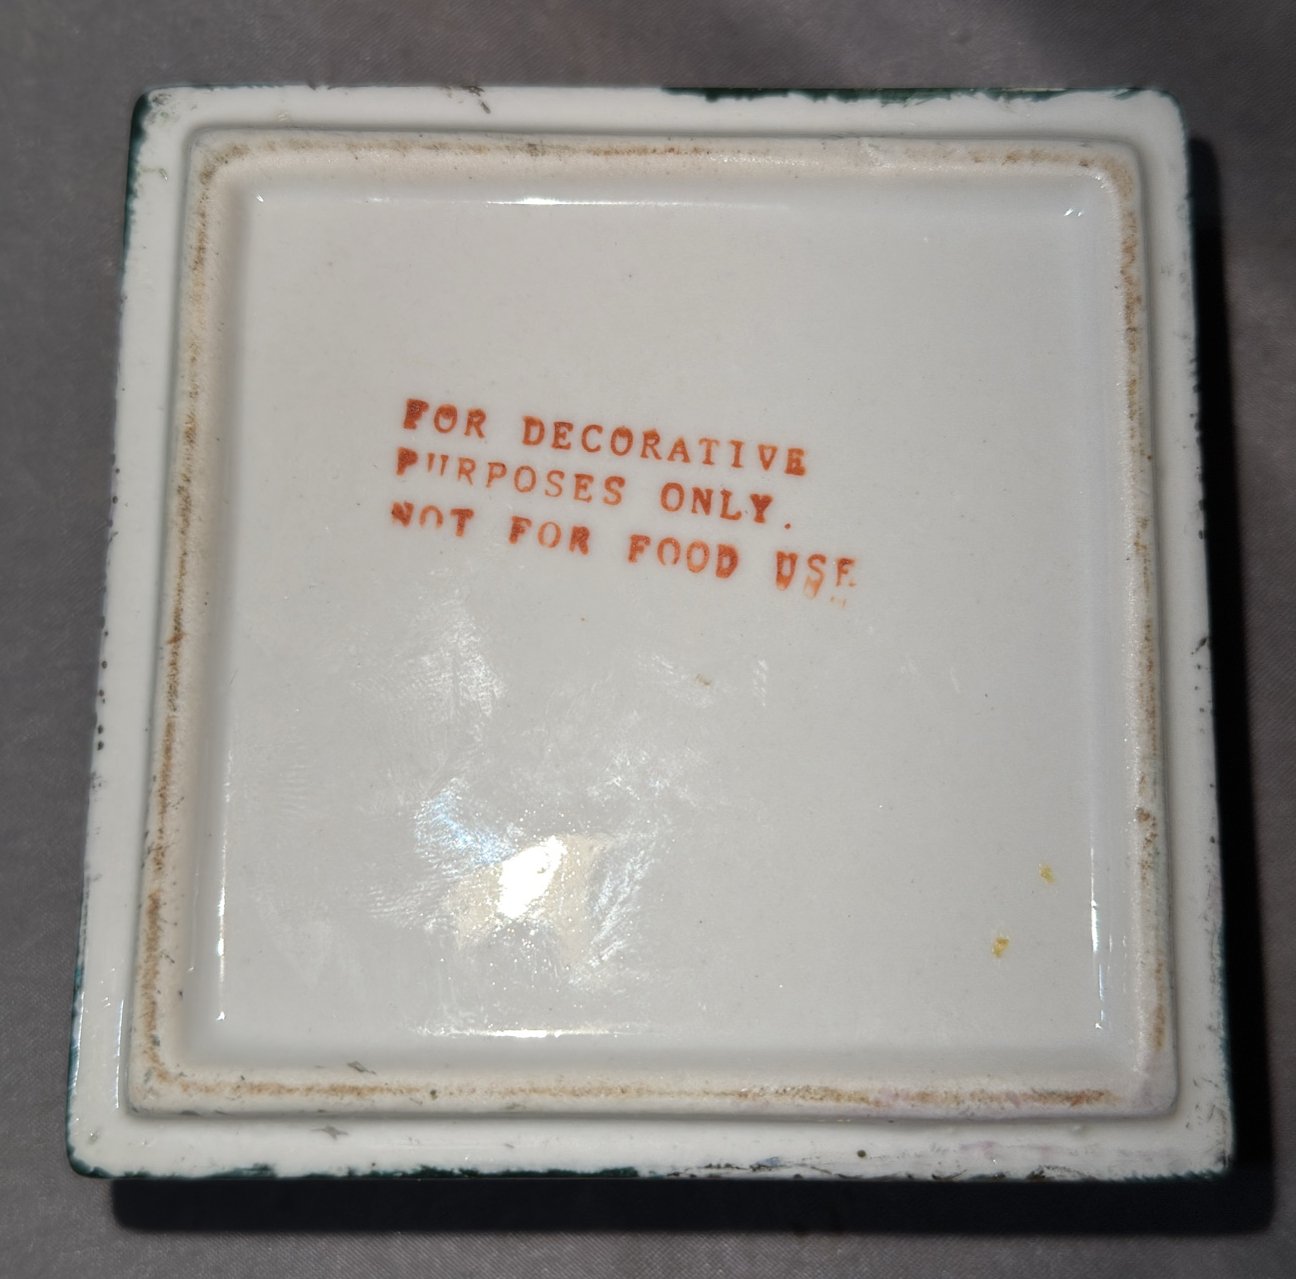 FOR DECORATIVE
PURPOSES ONLY.
NOT FOR FOOD USE